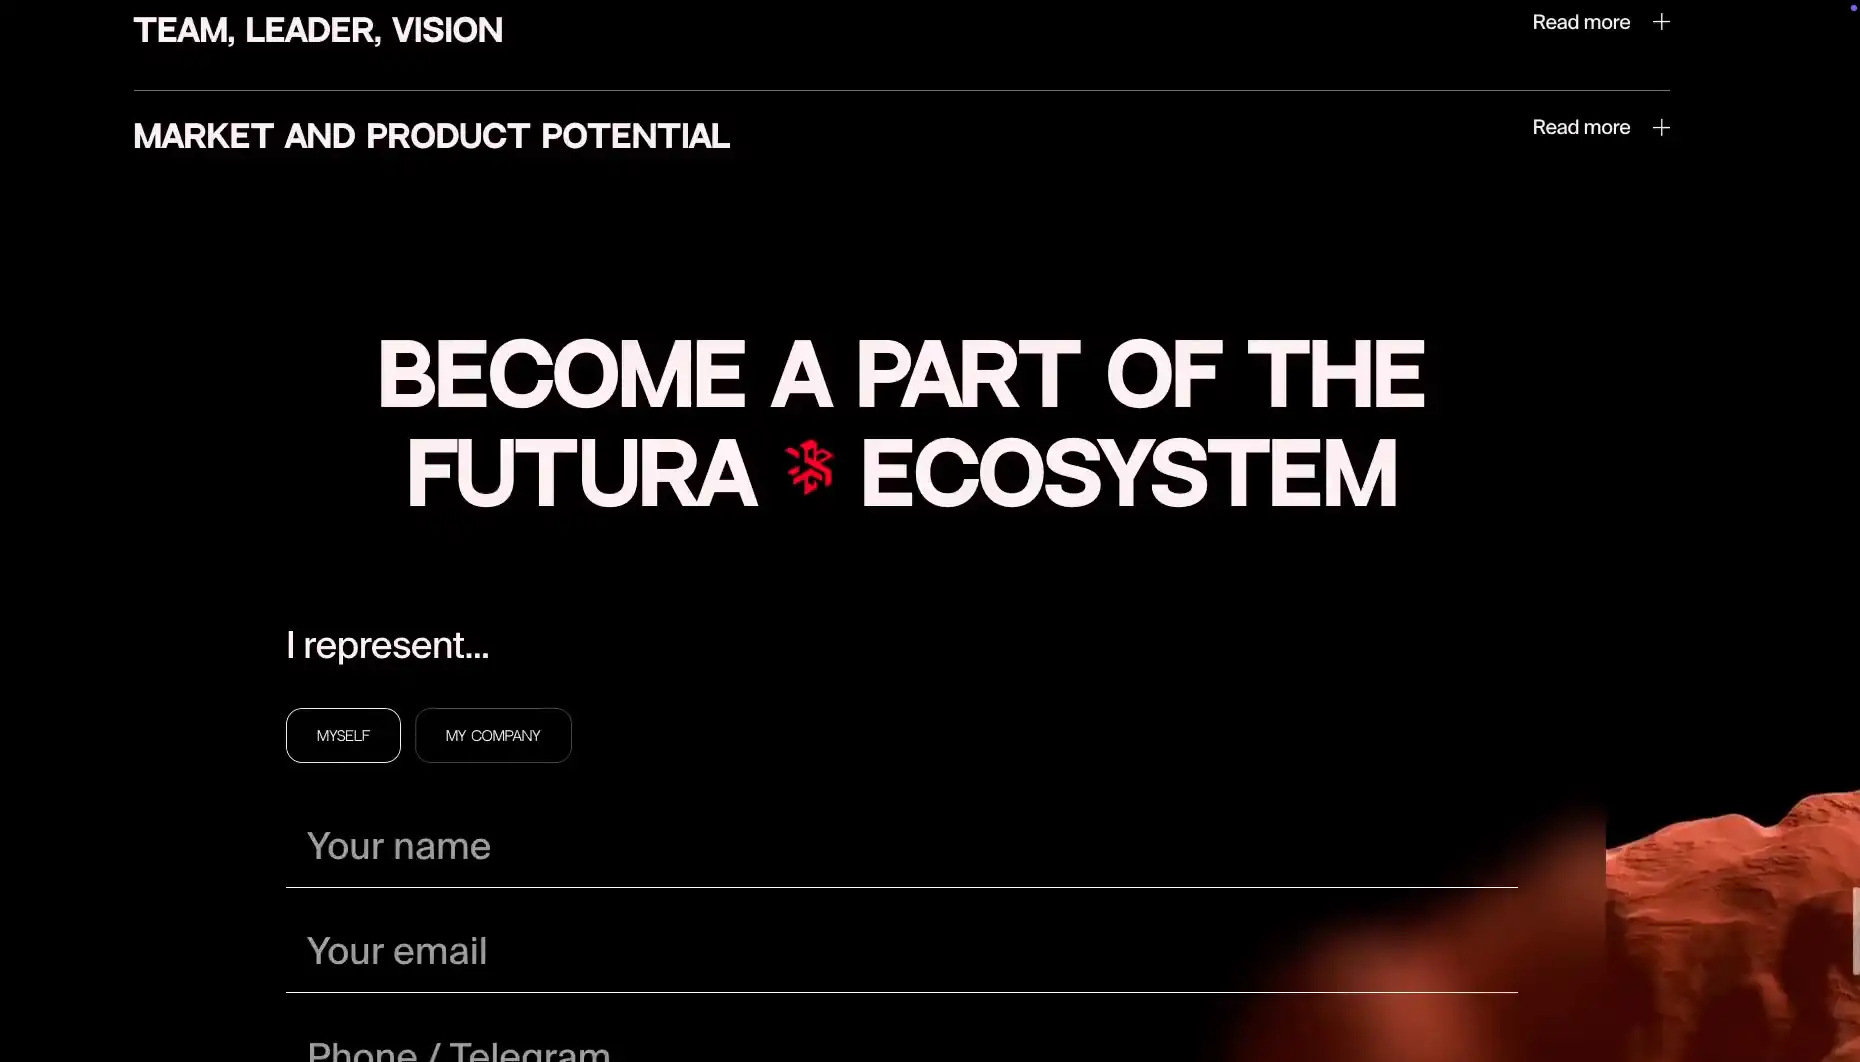 TEAM, LEADER, VISION
Read more
MARKET AND PRODUCT POTENTIAL
Read more
BECOME A PART OF THE
FUTURA ECOSYSTEM
I represent...
MYSELF
MY COMPANY
Your name
Your email
Phone / Telegram